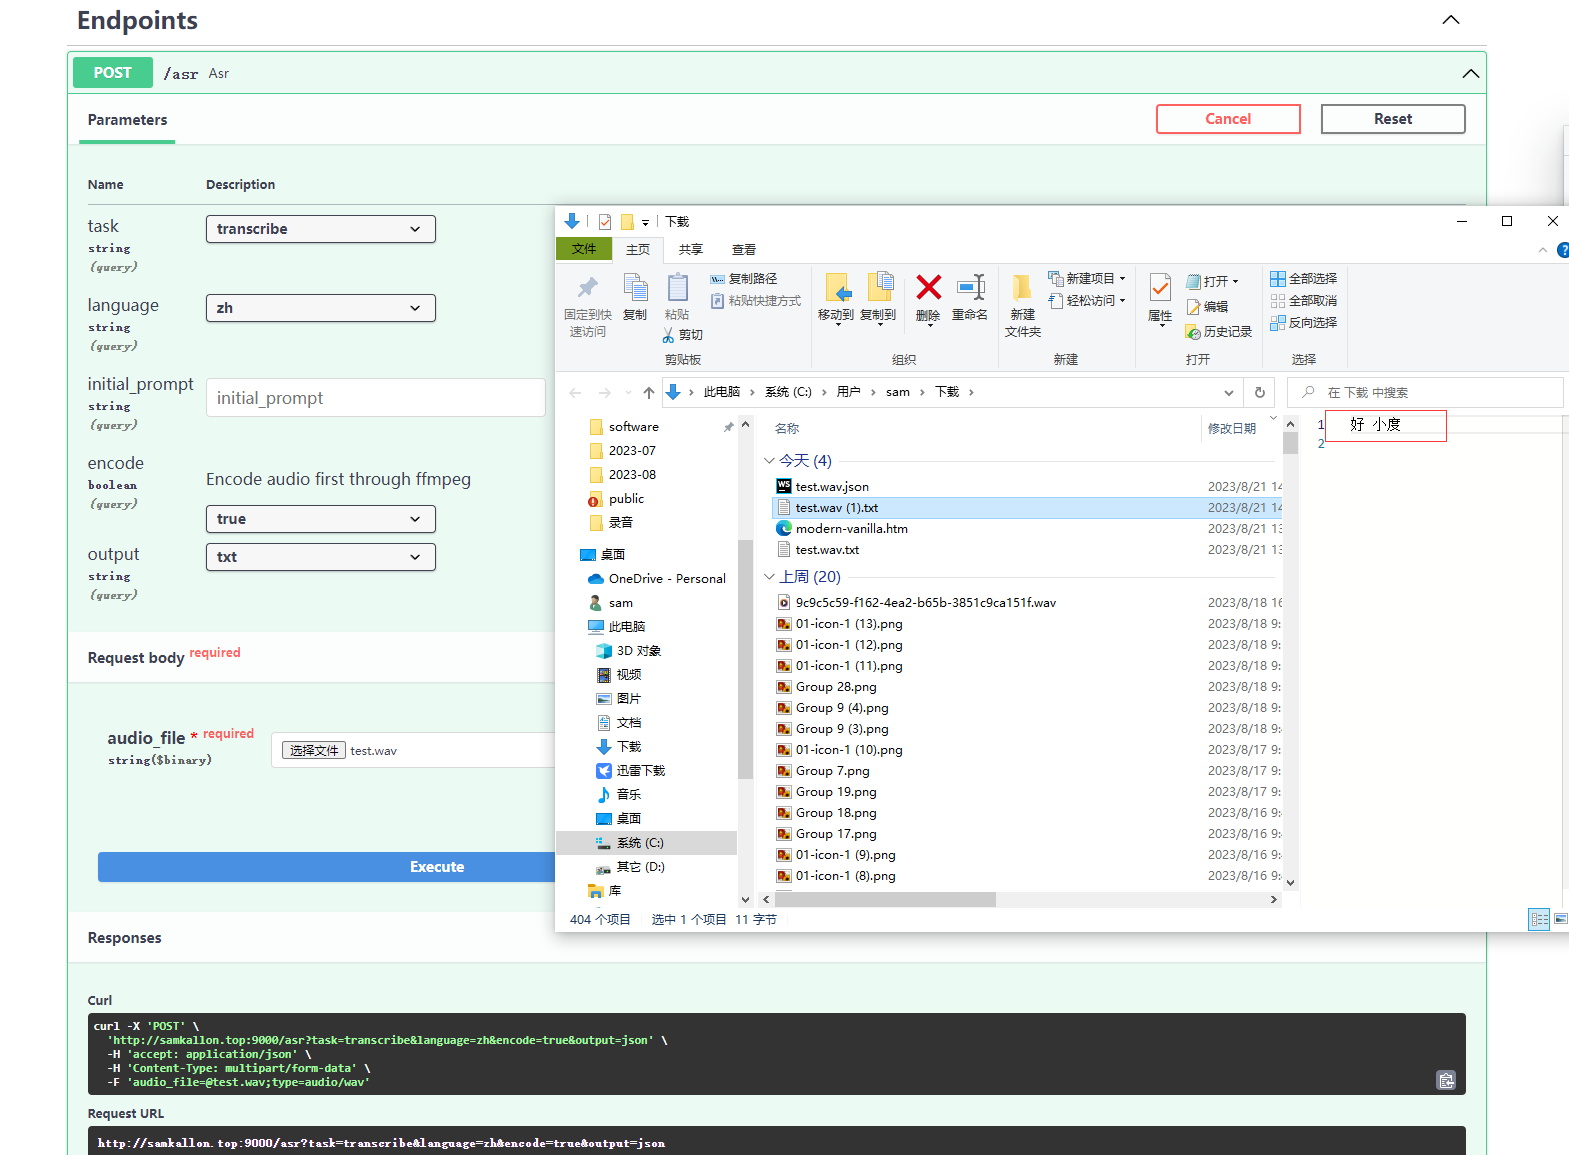 Endpoints
POST /asr Asr
Parameters
Cancel
Reset
Name Description
task
string
(query)
transcribe
language
string
(query)
zh
initial_prompt
string
(query)
initial_prompt
encode
boolean
(query)
Encode audio first through ffmpeg
true
output
string
(query)
txt
Request body required
audio_file * required
string($binary)
选择文件 test.wav
Execute
下载
文件 主页 共享 查看
固定到快
速访问
复制
粘贴
复制路径
粘贴快捷方式
剪切
剪贴板
移动到
复制到
删除
重命名
组织
新建
文件夹
新建项目
轻松访问
新建
属性
打开
编辑
历史记录
打开
全部选择
全部取消
反向选择
选择
此电脑 系统 (C:) 用户 sam 下载
在 下载 中搜索
software
2023-07
2023-08
public
录音
桌面
OneDrive - Personal
sam
此电脑
3D 对象
视频
图片
文档
下载
迅雷下载
音乐
桌面
系统 (C:)
其它 (D:)
库
名称 修改日期
今天 (4)
test.wav.json 2023/8/21 14
test.wav (1).txt 2023/8/21 14
modern-vanilla.htm 2023/8/21 13
test.wav.txt 2023/8/21 13
上周 (20)
9c9c5c59-f162-4ea2-b65b-3851c9ca151f.wav 2023/8/18 16
01-icon-1 (13).png 2023/8/18 9:
01-icon-1 (12).png 2023/8/18 9:
01-icon-1 (11).png 2023/8/18 9:
Group 28.png 2023/8/18 9:
Group 9 (4).png 2023/8/18 9:
Group 9 (3).png 2023/8/18 9:
01-icon-1 (10).png 2023/8/17 9:
Group 7.png 2023/8/17 9:
Group 19.png 2023/8/17 9:
Group 18.png 2023/8/16 9:
Group 17.png 2023/8/16 9:
01-icon-1 (9).png 2023/8/16 9:
01-icon-1 (8).png 2023/8/16 9:
1 好 小度
2
404 个项目 选中 1 个项目 11 字节
Responses
Curl
curl -X 'POST' \
'http://samkallon.top:9000/asr?task=transcribe&language=zh&encode=true&output=json' \
-H 'accept: application/json' \
-H 'Content-Type: multipart/form-data' \
-F 'audio_file=@test.wav;type=audio/wav'
Request URL
http://samkallon.top:9000/asr?task=transcribe&language=zh&encode=true&output=json